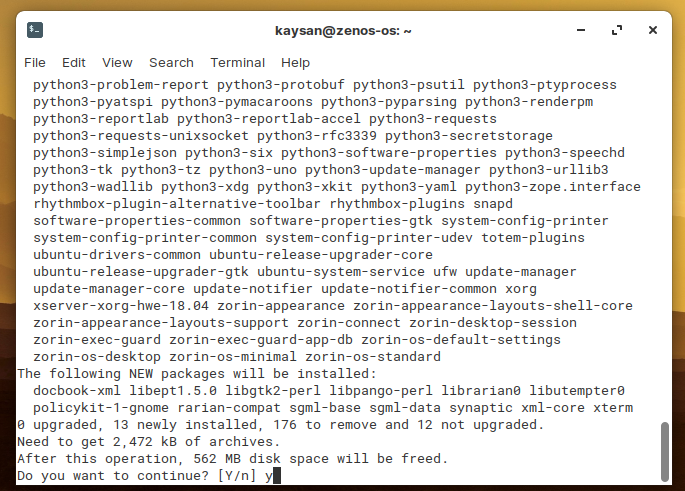 kaysan@zenos-os: ~
File Edit View Search Terminal Help
python3-problem-report python3-protobuf python3-psutil python3-ptyprocess
python3-pyatspi python3-pymacaroons python3-pyparsing python3-renderpm
python3-reportlab python3-reportlab-accel python3-requests
python3-requests-unixsocket python3-rfc3339 python3-secretstorage
python3-simplejson python3-six python3-software-properties python3-speechd
python3-tk python3-tz python3-uno python3-update-manager python3-urllib3
python3-wadllib python3-xdg python3-xkit python3-yaml python3-zope.interface
rhythmbox-plugin-alternative-toolbar rhythmbox-plugins snapd
software-properties-common software-properties-gtk system-config-printer
system-config-printer-common system-config-printer-udev totem-plugins
ubuntu-drivers-common ubuntu-release-upgrader-core
ubuntu-release-upgrader-gtk ubuntu-system-service ufw update-manager
update-manager-core update-notifier update-notifier-common xorg
xserver-xorg-hwe-18.04 zorin-appearance zorin-appearance-layouts-shell-core
zorin-appearance-layouts-support zorin-connect zorin-desktop-session
zorin-exec-guard zorin-exec-guard-app-db zorin-os-default-settings
zorin-os-desktop zorin-os-minimal zorin-os-standard
The following NEW packages will be installed:
docbook-xml libept1.5.0 libgtk2-perl libpango-perl librarian0 libutempter0
policykit-1-gnome rarian-compat sgml-base sgml-data synaptic xml-core xterm
0 upgraded, 13 newly installed, 176 to remove and 12 not upgraded.
Need to get 2,472 kB of archives.
After this operation, 562 MB disk space will be freed.
Do you want to continue? [Y/n] y